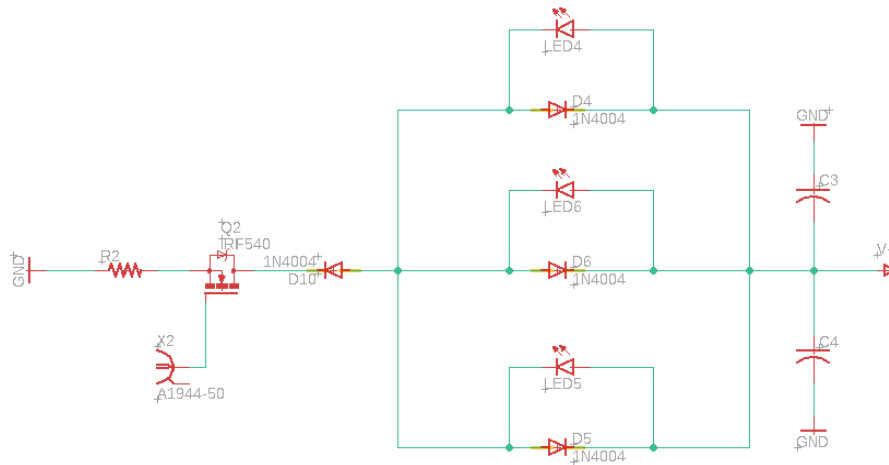 LED4
D4
1N4004
GND
C3
LED6
Q2
IRF540
1N4004
D10
D6
1N4004
R2
GND
V-
X2
A1944-50
LED5
C4
D5
1N4004
GND